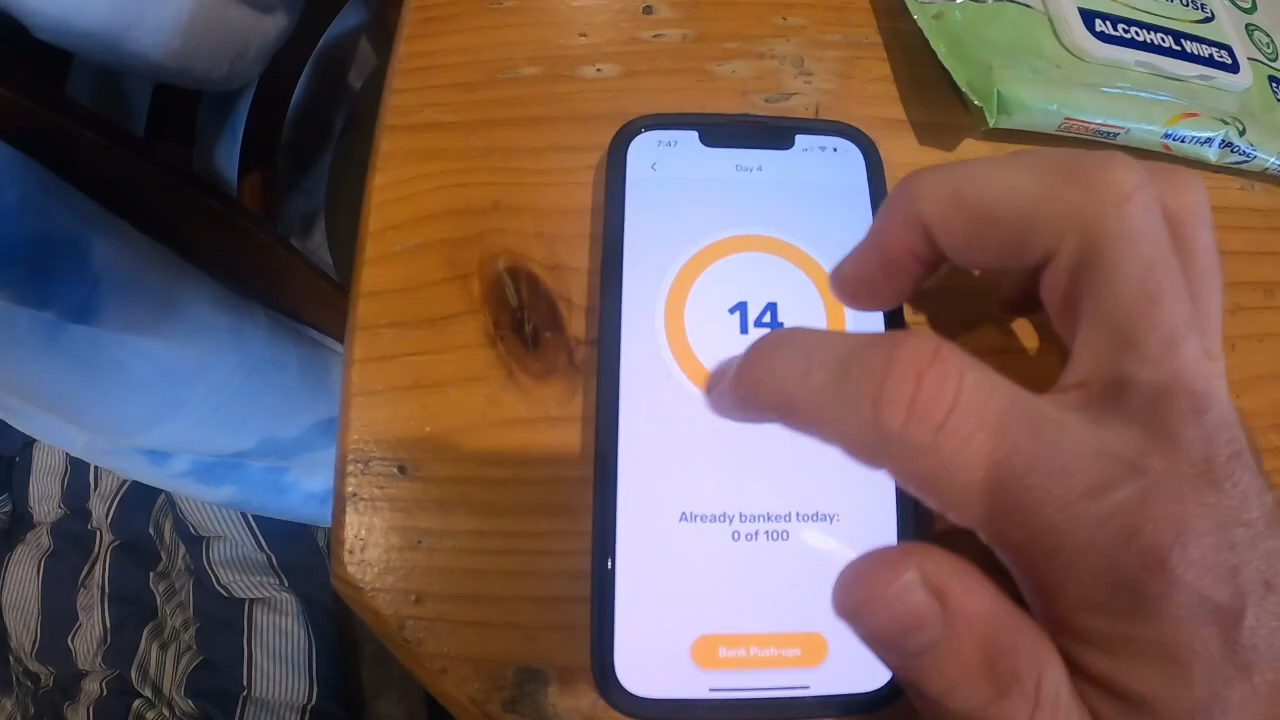 ALCOHOL WIPES
MULTI-PURPOSE
7:47
Day 4
14
Already banked today:
0 of 100
Bank Push-ups